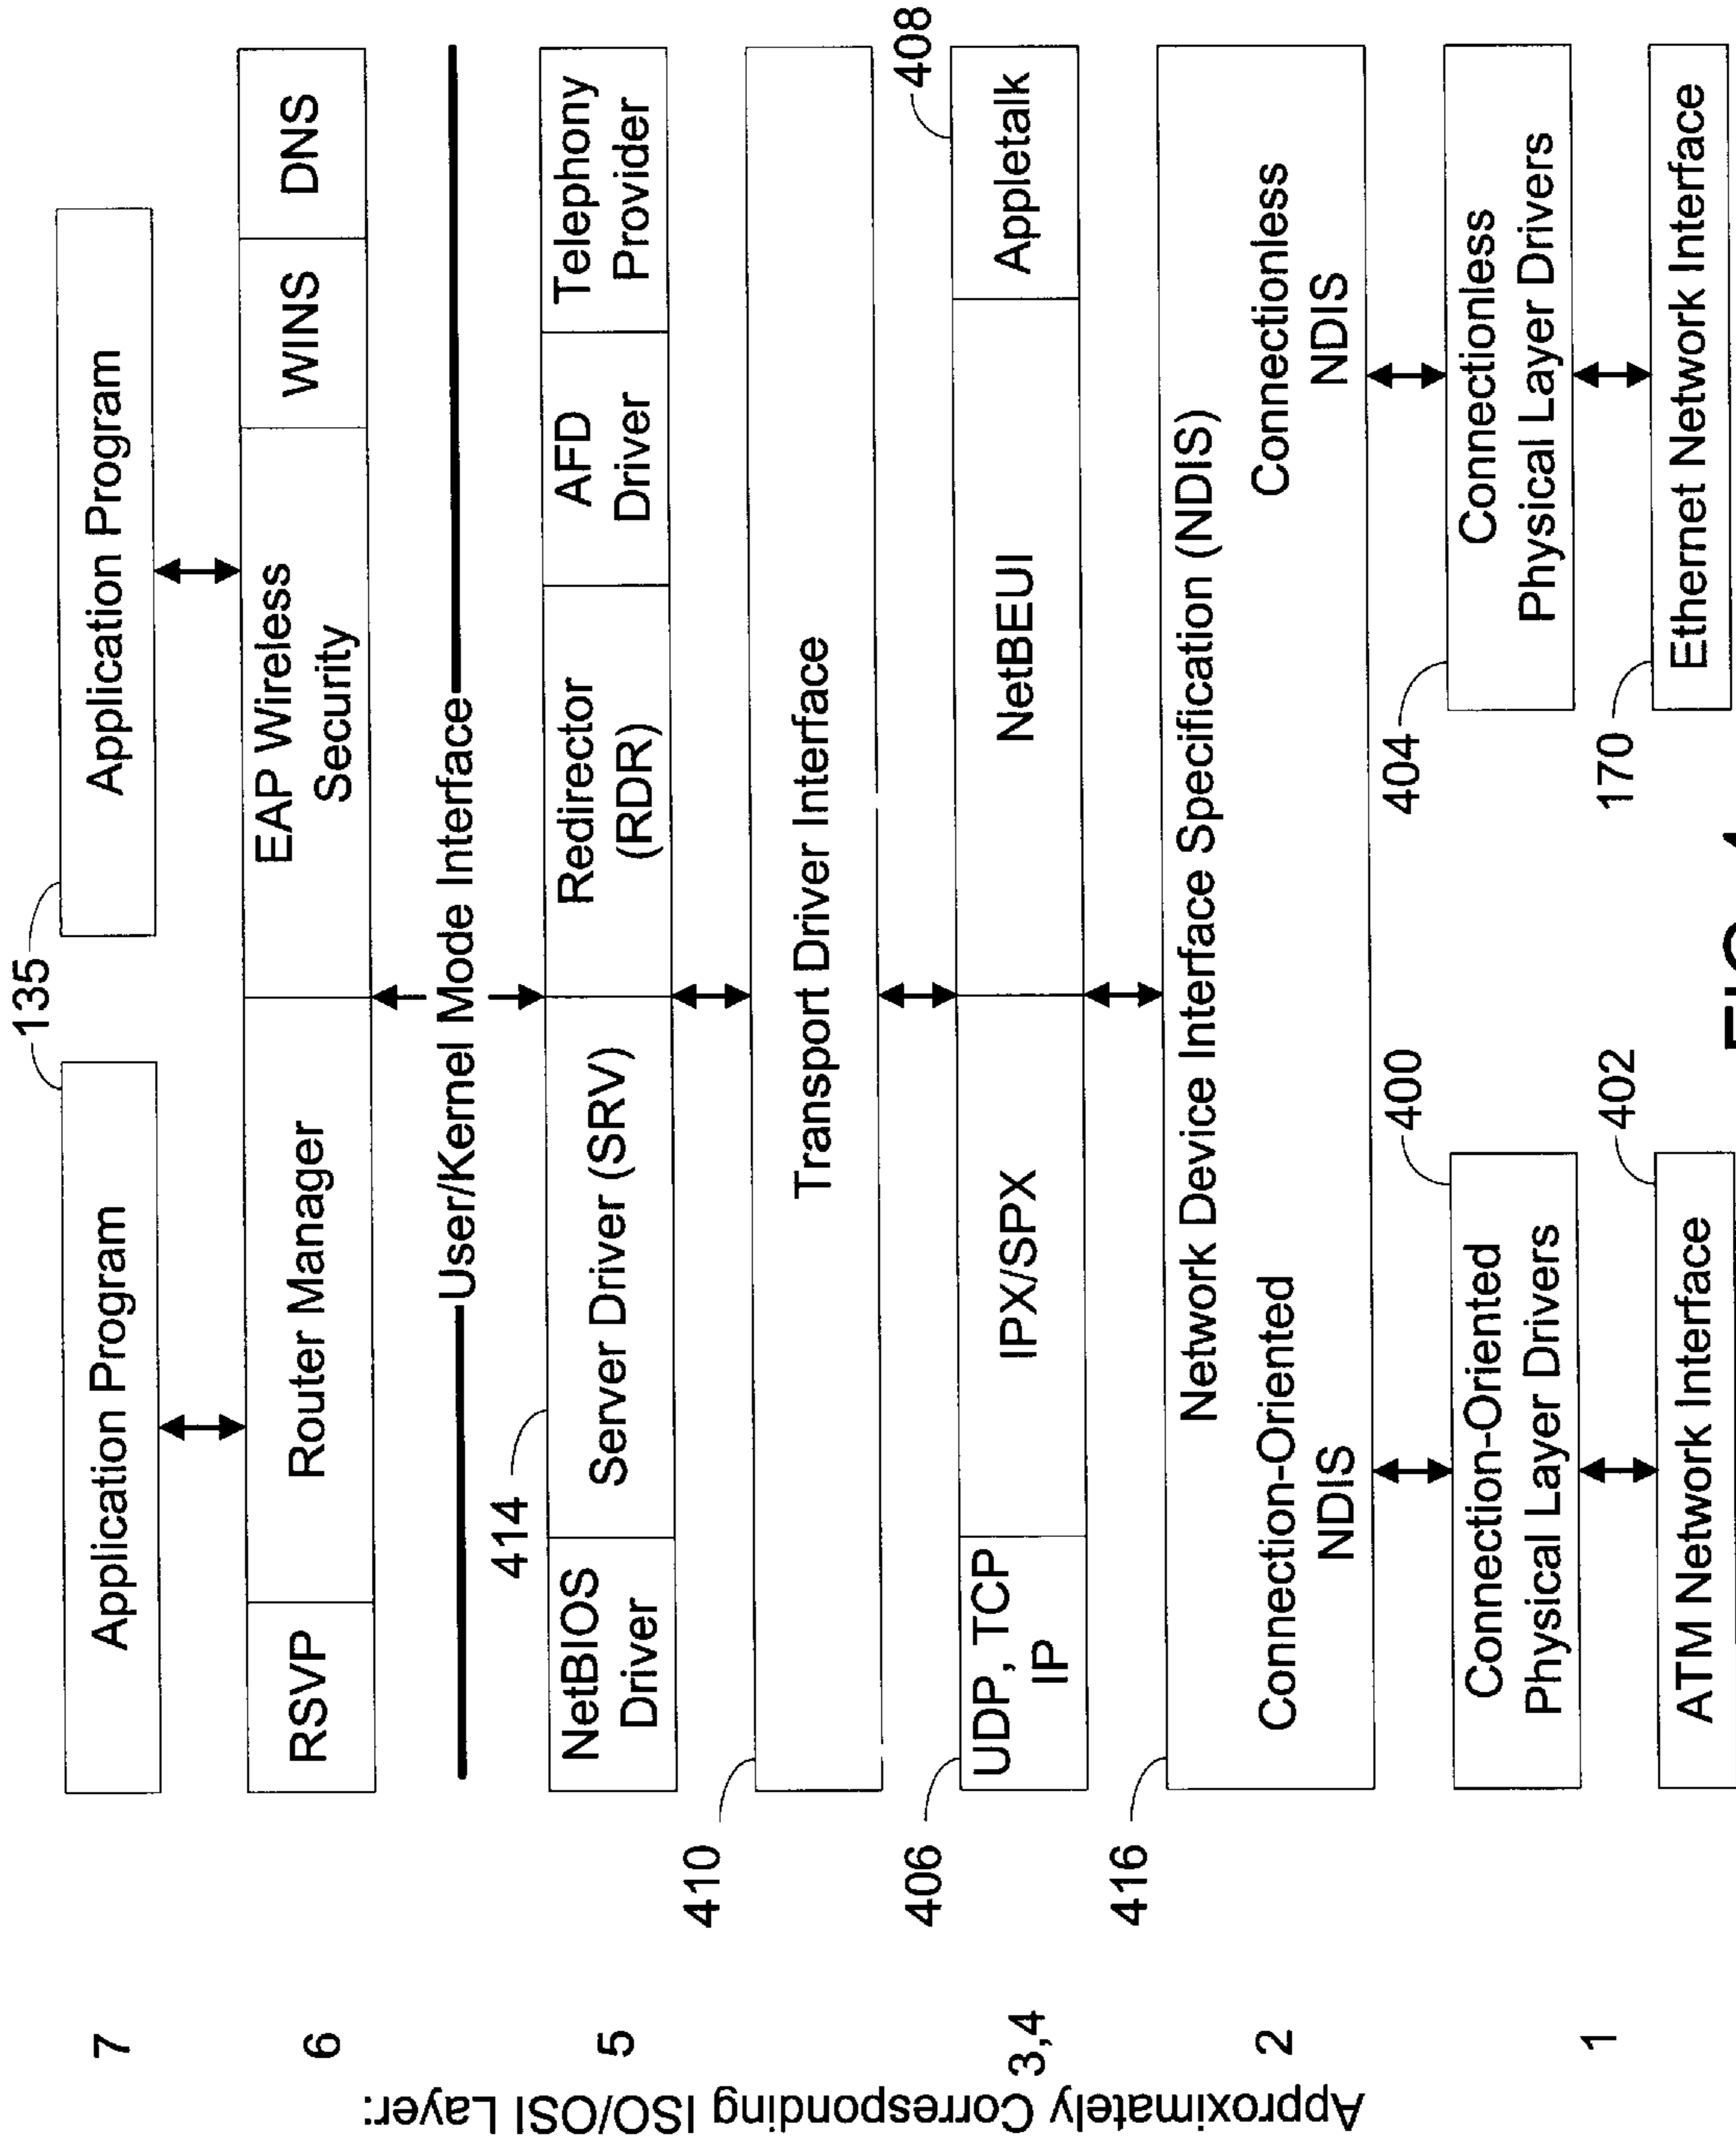 Approximately Corresponding ISO/OSI Layer:
7
135
Application Program
Application Program
6
RSVP
Router Manager
EAP Wireless
Security
WINS
DNS
User/Kernel Mode Interface
5
414
NetBIOS
Driver
Server Driver (SRV)
Redirector
(RDR)
AFD
Driver
Telephony
Provider
410
Transport Driver Interface
3,4
406
UDP, TCP
IP
IPX/SPX
NetBEUI
Appletalk
408
2
416
Network Device Interface Specification (NDIS)
Connection-Oriented
NDIS
Connectionless
NDIS
1
Connection-Oriented
Physical Layer Drivers
400
404
Connectionless
Physical Layer Drivers
ATM Network Interface
402
170
Ethernet Network Interface